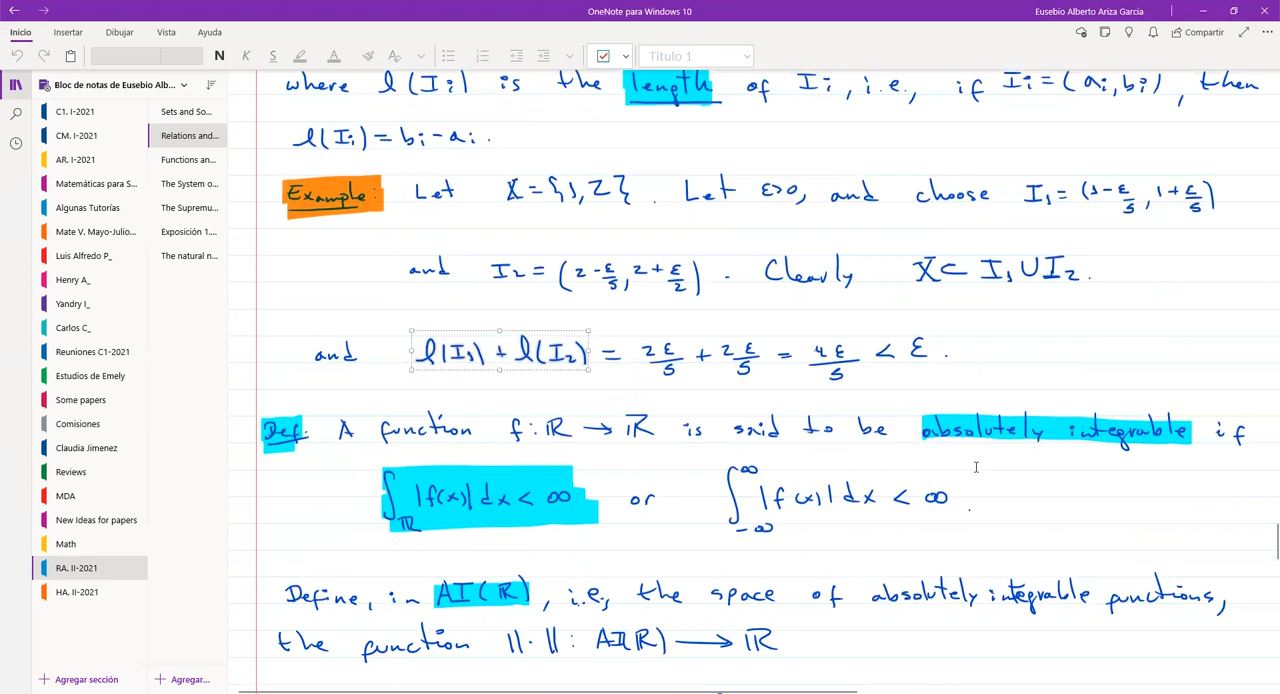 OneNote para Windows 10
Eusebio Alberto Ariza Garcia
Inicio Insertar Dibujar Vista Ayuda
Compartir
N K S A A Título 1
Bloc de notas de Eusebio Alb...
C1. I-2021
CM. I-2021
AR. I-2021
Matemáticas para S...
Algunas Tutorías
Mate V. Mayo-Julio...
Luis Alfredo P_
Henry A_
Yandry I_
Carlos C_
Reuniones C1-2021
Estudios de Emely
Some papers
Comisiones
Claudia Jimenez
Reviews
MDA
New Ideas for papers
Math
RA. II-2021
HA. II-2021
Agregar sección
Sets and So...
Relations and...
Functions an...
The System o...
The Supremu...
Exposición 1....
The natural n...
Agregar...
where l(Ii) is the length of Ii, i.e., if Ii = (ai, bi), then
l(Ii) = bi - ai.
Example: Let X = {1, 2}. Let ε>0, and choose I1 = (1 - ε/5, 1 + ε/5)
and I2 = (2 - ε/5, 2 + ε/2). Clearly X ⊂ I1 ∪ I2.
and l(I1) + l(I2) = 2ε/5 + 2ε/5 = 4ε/5 < ε.
Def: A function f: ℝ → ℝ is said to be absolutely integrable if
∫ℝ |f(x)| dx < ∞ or ∫-∞^∞ |f(x)| dx < ∞.
Define, in AI(ℝ), i.e, the space of absolutely integrable functions,
the function ||·|| : AI(ℝ) → ℝ